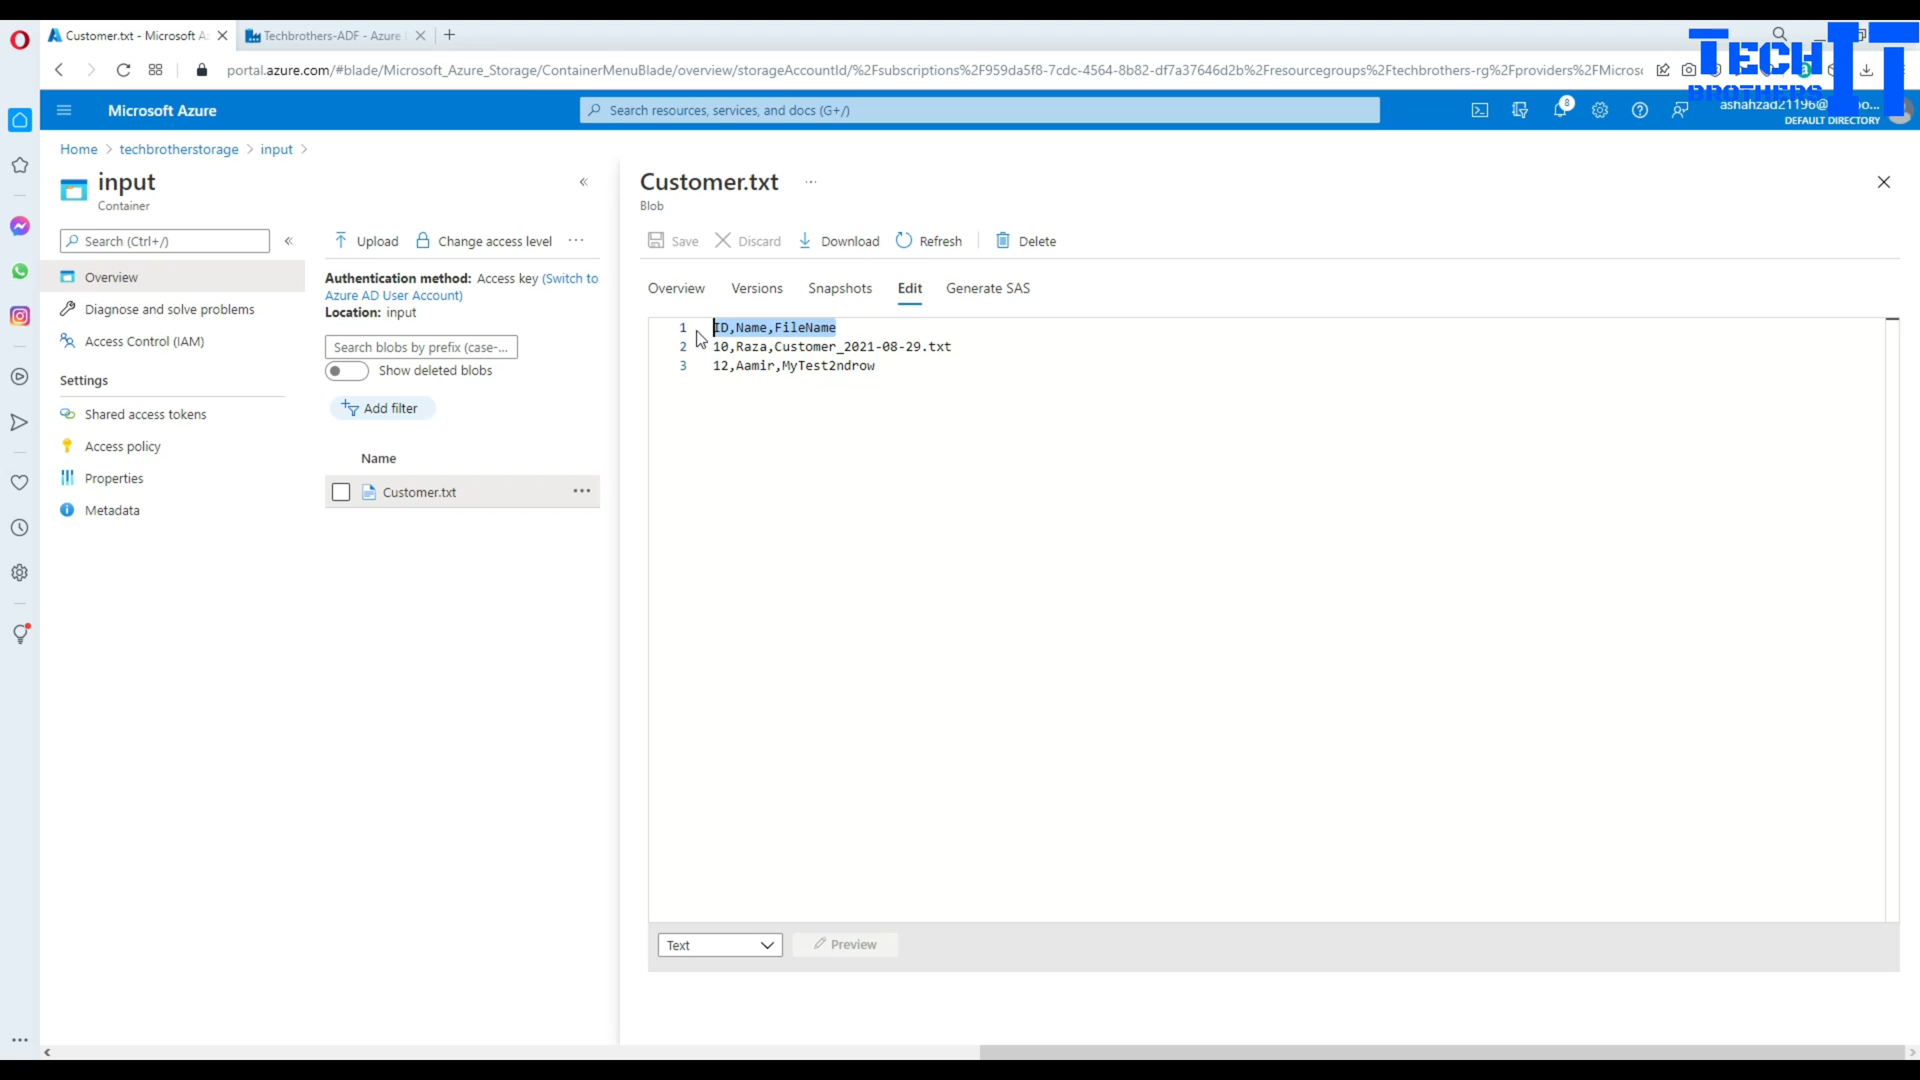 Customer.txt - Microsoft A
Techbrothers-ADF - Azure
portal.azure.com/#blade/Microsoft_Azure_Storage/ContainerMenuBlade/overview/storageAccountId/%2Fsubscriptions%2F959da5f8-7cdc-4564-8b82-df7a37646d2b%2Fresourcegroups%2Ftechbrothers-rg%2Fproviders%2FMicros
TECH IT
BROTHERS
Microsoft Azure
Search resources, services, and docs (G+/)
8
DEFAULT DIRECTORY
Home > techbrotherstorage > input >
input
Container
Search (Ctrl+/)
Overview
Diagnose and solve problems
Access Control (IAM)
Settings
Shared access tokens
Access policy
Properties
Metadata
Upload
Change access level
Authentication method: Access key (Switch to
Azure AD User Account)
Location: input
Search blobs by prefix (case-...
Show deleted blobs
Add filter
Name
Customer.txt
Customer.txt
Blob
Save
Discard
Download
Refresh
Delete
Overview
Versions
Snapshots
Edit
Generate SAS
1 ID,Name,FileName
2 10,Raza,Customer_2021-08-29.txt
3 12,Aamir,MyTest2ndrow
Text
Preview